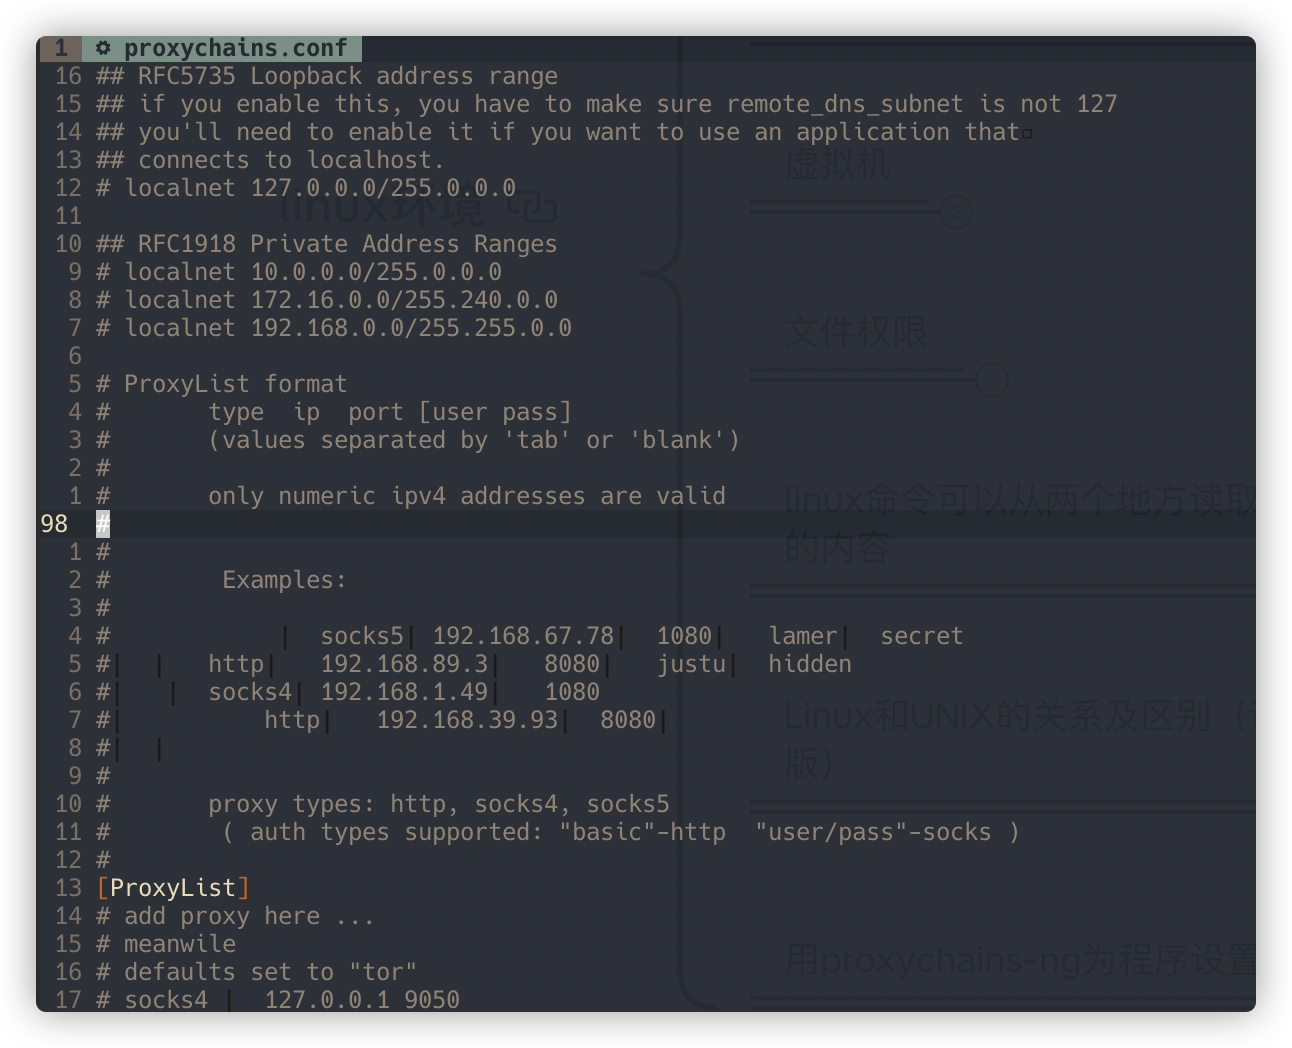 1 proxychains.conf
16 ## RFC5735 Loopback address range
15 ## if you enable this, you have to make sure remote_dns_subnet is not 127
14 ## you'll need to enable it if you want to use an application that
13 ## connects to localhost.
12 # localnet 127.0.0.0/255.0.0.0
11
10 ## RFC1918 Private Address Ranges
9 # localnet 10.0.0.0/255.0.0.0
8 # localnet 172.16.0.0/255.240.0.0
7 # localnet 192.168.0.0/255.255.0.0
6
5 # ProxyList format
4 #       type  ip  port [user pass]
3 #       (values separated by 'tab' or 'blank')
2 #
1 #       only numeric ipv4 addresses are valid
98 #
1 #
2 #        Examples:
3 #
4 #            |  socks5| 192.168.67.78|  1080|   lamer|  secret
5 #|  |   http|   192.168.89.3|   8080|   justu|  hidden
6 #|   |  socks4| 192.168.1.49|   1080
7 #|          http|   192.168.39.93|  8080|
8 #|  |
9 #
10 #       proxy types: http, socks4, socks5
11 #        ( auth types supported: "basic"-http  "user/pass"-socks )
12 #
13 [ProxyList]
14 # add proxy here ...
15 # meanwile
16 # defaults set to "tor"
17 # socks4 |  127.0.0.1 9050
linux环境
虚拟机
2
文件权限
linux命令可以从两个地方读取
的内容
Linux和UNIX的关系及区别（
版）
用proxychains-ng为程序设置